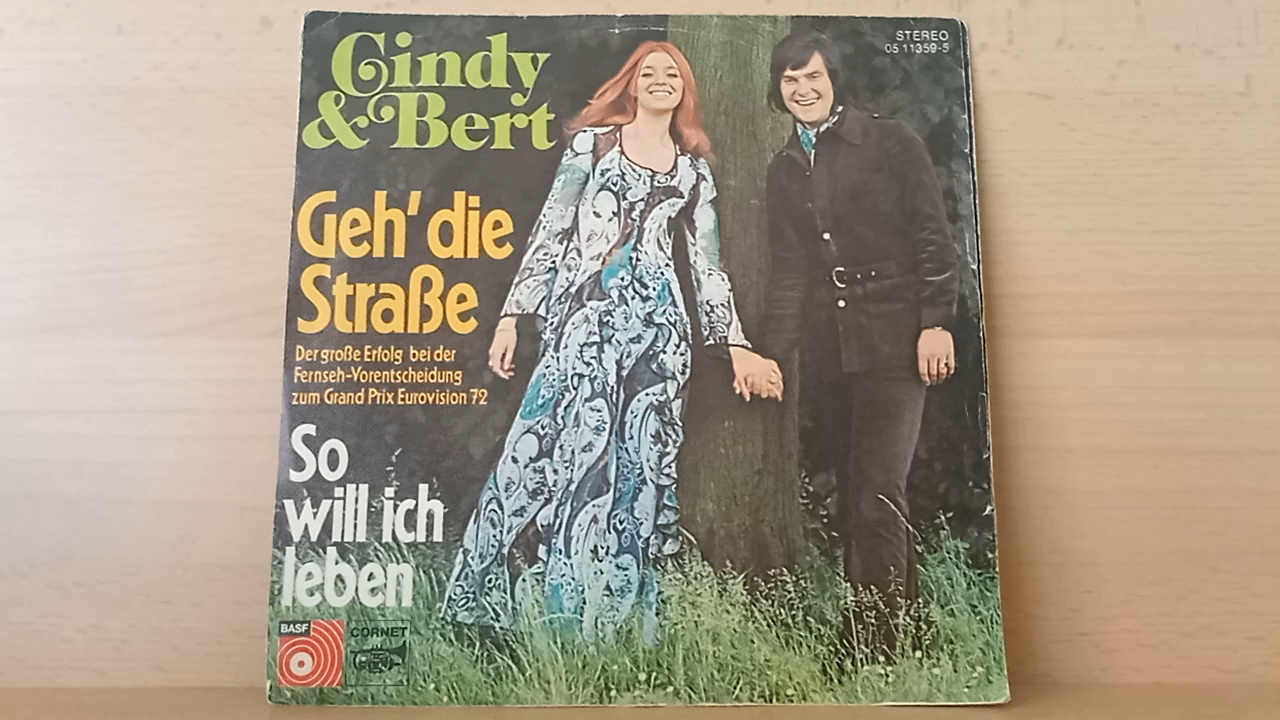 Cindy
& Bert
STEREO
05 11359-5
Geh' die
Straße
Der große Erfolg bei der
Fernseh-Vorentscheidung
zum Grand Prix Eurovision 72
So
will ich
leben
BASF
CORNET